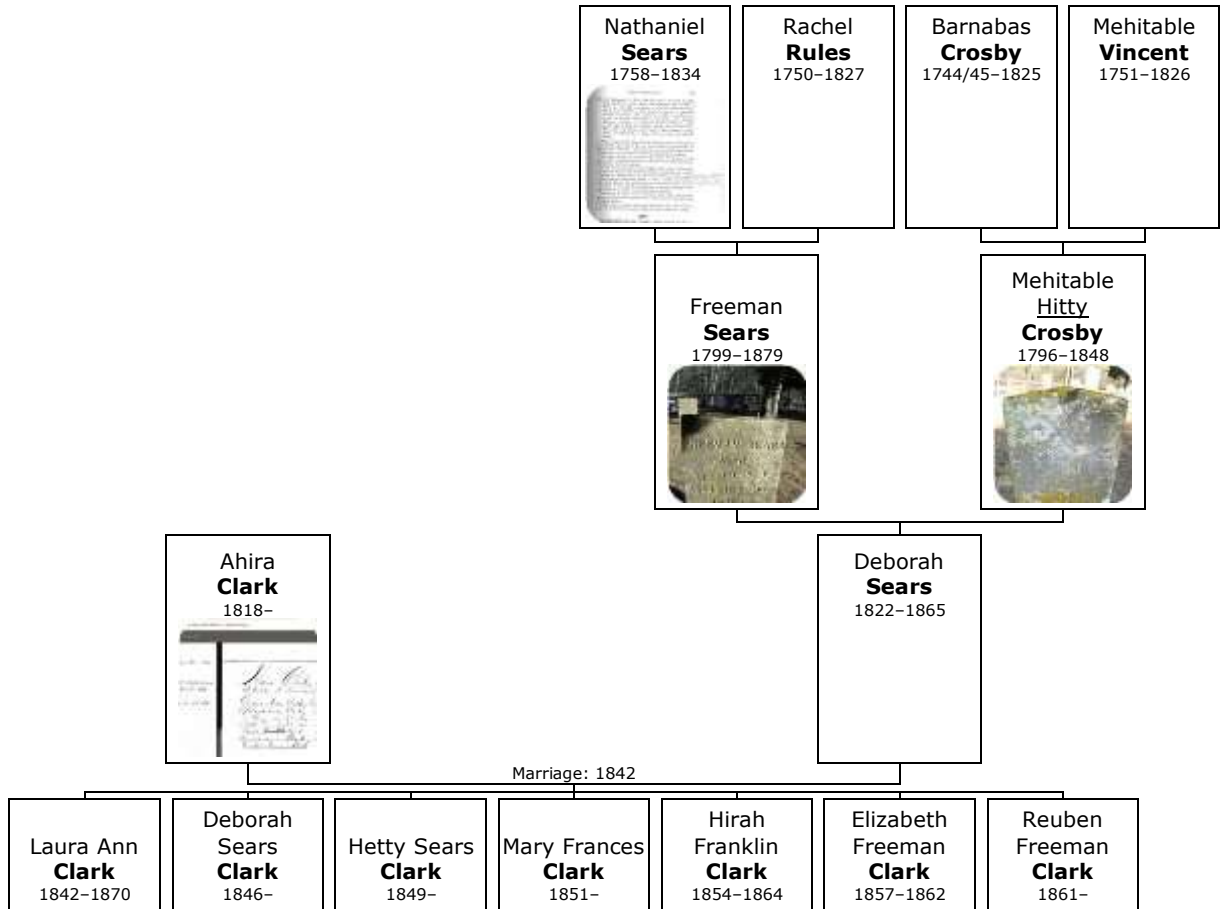 Nathaniel
Sears
1758–1834
Rachel
Rules
1750–1827
Barnabas
Crosby
1744/45–1825
Mehitable
Vincent
1751–1826
Freeman
Sears
1799–1879
Mehitable
Hitty
Crosby
1796–1848
Ahira
Clark
1818–
Deborah
Sears
1822–1865
Marriage: 1842
Laura Ann
Clark
1842–1870
Deborah
Sears
Clark
1846–
Hetty Sears
Clark
1849–
Mary Frances
Clark
1851–
Hirah
Franklin
Clark
1854–1864
Elizabeth
Freeman
Clark
1857–1862
Reuben
Freeman
Clark
1861–